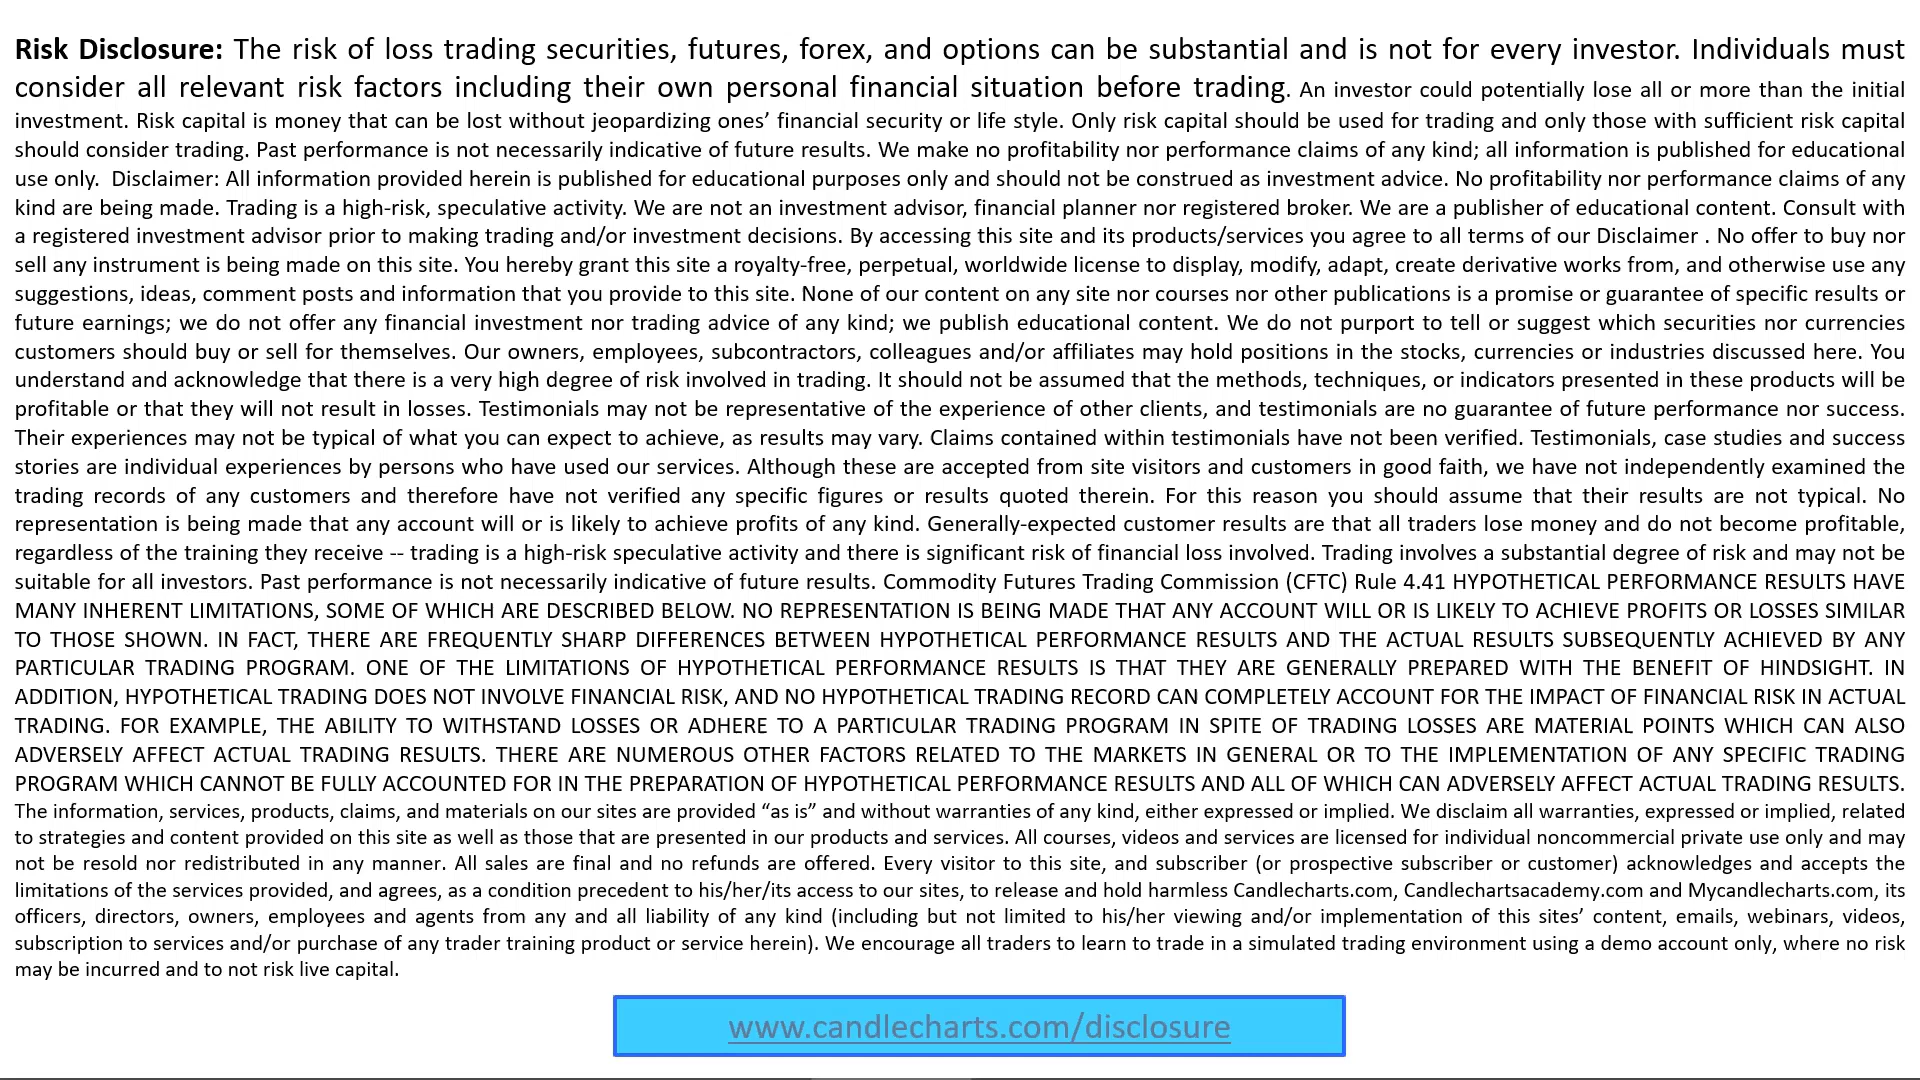 Risk Disclosure: The risk of loss trading securities, futures, forex, and options can be substantial and is not for every investor. Individuals must
consider all relevant risk factors including their own personal financial situation before trading. An investor could potentially lose all or more than the initial
investment. Risk capital is money that can be lost without jeopardizing ones’ financial security or life style. Only risk capital should be used for trading and only those with sufficient risk capital
should consider trading. Past performance is not necessarily indicative of future results. We make no profitability nor performance claims of any kind; all information is published for educational
use only.  Disclaimer: All information provided herein is published for educational purposes only and should not be construed as investment advice. No profitability nor performance claims of any
kind are being made. Trading is a high-risk, speculative activity. We are not an investment advisor, financial planner nor registered broker. We are a publisher of educational content. Consult with
a registered investment advisor prior to making trading and/or investment decisions. By accessing this site and its products/services you agree to all terms of our Disclaimer . No offer to buy nor
sell any instrument is being made on this site. You hereby grant this site a royalty-free, perpetual, worldwide license to display, modify, adapt, create derivative works from, and otherwise use any
suggestions, ideas, comment posts and information that you provide to this site. None of our content on any site nor courses nor other publications is a promise or guarantee of specific results or
future earnings; we do not offer any financial investment nor trading advice of any kind; we publish educational content. We do not purport to tell or suggest which securities nor currencies
customers should buy or sell for themselves. Our owners, employees, subcontractors, colleagues and/or affiliates may hold positions in the stocks, currencies or industries discussed here. You
understand and acknowledge that there is a very high degree of risk involved in trading. It should not be assumed that the methods, techniques, or indicators presented in these products will be
profitable or that they will not result in losses. Testimonials may not be representative of the experience of other clients, and testimonials are no guarantee of future performance nor success.
Their experiences may not be typical of what you can expect to achieve, as results may vary. Claims contained within testimonials have not been verified. Testimonials, case studies and success
stories are individual experiences by persons who have used our services. Although these are accepted from site visitors and customers in good faith, we have not independently examined the
trading records of any customers and therefore have not verified any specific figures or results quoted therein. For this reason you should assume that their results are not typical. No
representation is being made that any account will or is likely to achieve profits of any kind. Generally-expected customer results are that all traders lose money and do not become profitable,
regardless of the training they receive -- trading is a high-risk speculative activity and there is significant risk of financial loss involved. Trading involves a substantial degree of risk and may not be
suitable for all investors. Past performance is not necessarily indicative of future results. Commodity Futures Trading Commission (CFTC) Rule 4.41 HYPOTHETICAL PERFORMANCE RESULTS HAVE
MANY INHERENT LIMITATIONS, SOME OF WHICH ARE DESCRIBED BELOW. NO REPRESENTATION IS BEING MADE THAT ANY ACCOUNT WILL OR IS LIKELY TO ACHIEVE PROFITS OR LOSSES SIMILAR
TO THOSE SHOWN. IN FACT, THERE ARE FREQUENTLY SHARP DIFFERENCES BETWEEN HYPOTHETICAL PERFORMANCE RESULTS AND THE ACTUAL RESULTS SUBSEQUENTLY ACHIEVED BY ANY
PARTICULAR TRADING PROGRAM. ONE OF THE LIMITATIONS OF HYPOTHETICAL PERFORMANCE RESULTS IS THAT THEY ARE GENERALLY PREPARED WITH THE BENEFIT OF HINDSIGHT. IN
ADDITION, HYPOTHETICAL TRADING DOES NOT INVOLVE FINANCIAL RISK, AND NO HYPOTHETICAL TRADING RECORD CAN COMPLETELY ACCOUNT FOR THE IMPACT OF FINANCIAL RISK IN ACTUAL
TRADING. FOR EXAMPLE, THE ABILITY TO WITHSTAND LOSSES OR ADHERE TO A PARTICULAR TRADING PROGRAM IN SPITE OF TRADING LOSSES ARE MATERIAL POINTS WHICH CAN ALSO
ADVERSELY AFFECT ACTUAL TRADING RESULTS. THERE ARE NUMEROUS OTHER FACTORS RELATED TO THE MARKETS IN GENERAL OR TO THE IMPLEMENTATION OF ANY SPECIFIC TRADING
PROGRAM WHICH CANNOT BE FULLY ACCOUNTED FOR IN THE PREPARATION OF HYPOTHETICAL PERFORMANCE RESULTS AND ALL OF WHICH CAN ADVERSELY AFFECT ACTUAL TRADING RESULTS.
The information, services, products, claims, and materials on our sites are provided “as is” and without warranties of any kind, either expressed or implied. We disclaim all warranties, expressed or implied, related
to strategies and content provided on this site as well as those that are presented in our products and services. All courses, videos and services are licensed for individual noncommercial private use only and may
not be resold nor redistributed in any manner. All sales are final and no refunds are offered. Every visitor to this site, and subscriber (or prospective subscriber or customer) acknowledges and accepts the
limitations of the services provided, and agrees, as a condition precedent to his/her/its access to our sites, to release and hold harmless Candlecharts.com, Candlechartsacademy.com and Mycandlecharts.com, its
officers, directors, owners, employees and agents from any and all liability of any kind (including but not limited to his/her viewing and/or implementation of this sites’ content, emails, webinars, videos,
subscription to services and/or purchase of any trader training product or service herein). We encourage all traders to learn to trade in a simulated trading environment using a demo account only, where no risk
may be incurred and to not risk live capital.
www.candlecharts.com/disclosure